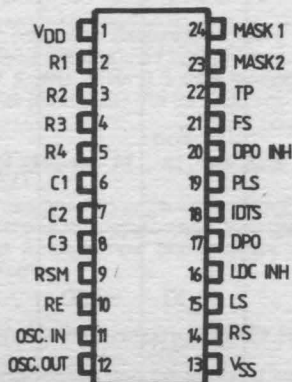 VDD 1 24 MASK 1
R1 2 23 MASK2
R2 3 22 TP
R3 4 21 FS
R4 5 20 DPO INH
C1 6 19 PLS
C2 7 18 IDTS
C3 8 17 DPO
RSM 9 16 LDC INH
RE 10 15 LS
OSC. IN 11 14 RS
OSC. OUT 12 13 VSS